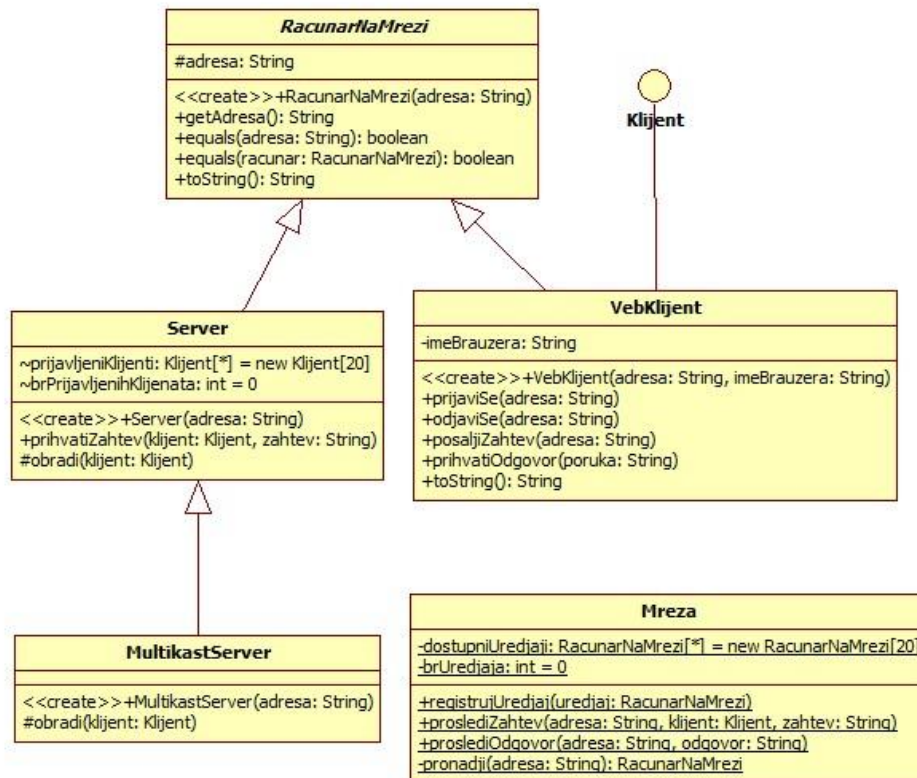 RacunarNaMrezi
#adresa: String
<<create>>+RacunarNaMrezi(adresa: String)
+getAdresa(): String
+equals(adresa: String): boolean
+equals(racunar: RacunarNaMrezi): boolean
+toString(): String
Klijent
Server
~prijavljeniKlijenti: Klijent[*] = new Klijent[20]
~brPrijavljenihKlijenata: int = 0
<<create>>+Server(adresa: String)
+prihvatiZahtev(klijent: Klijent, zahtev: String)
#obradi(klijent: Klijent)
VebKlijent
-imeBrauzera: String
<<create>>+VebKlijent(adresa: String, imeBrauzera: String)
+prijaviSe(adresa: String)
+odjaviSe(adresa: String)
+posaljiZahtev(adresa: String)
+prihvatiOdgovor(poruka: String)
+toString(): String
MultikastServer
<<create>>+MultikastServer(adresa: String)
#obradi(klijent: Klijent)
Mreza
-dostupniUredjaji: RacunarNaMrezi[*] = new RacunarNaMrezi[20]
-brUredjaja: int = 0
+registrujUredjaj(uredjaj: RacunarNaMrezi)
+proslediZahtev(adresa: String, klijent: Klijent, zahtev: String)
+proslediOdgovor(adresa: String, odgovor: String)
-pronadji(adresa: String): RacunarNaMrezi